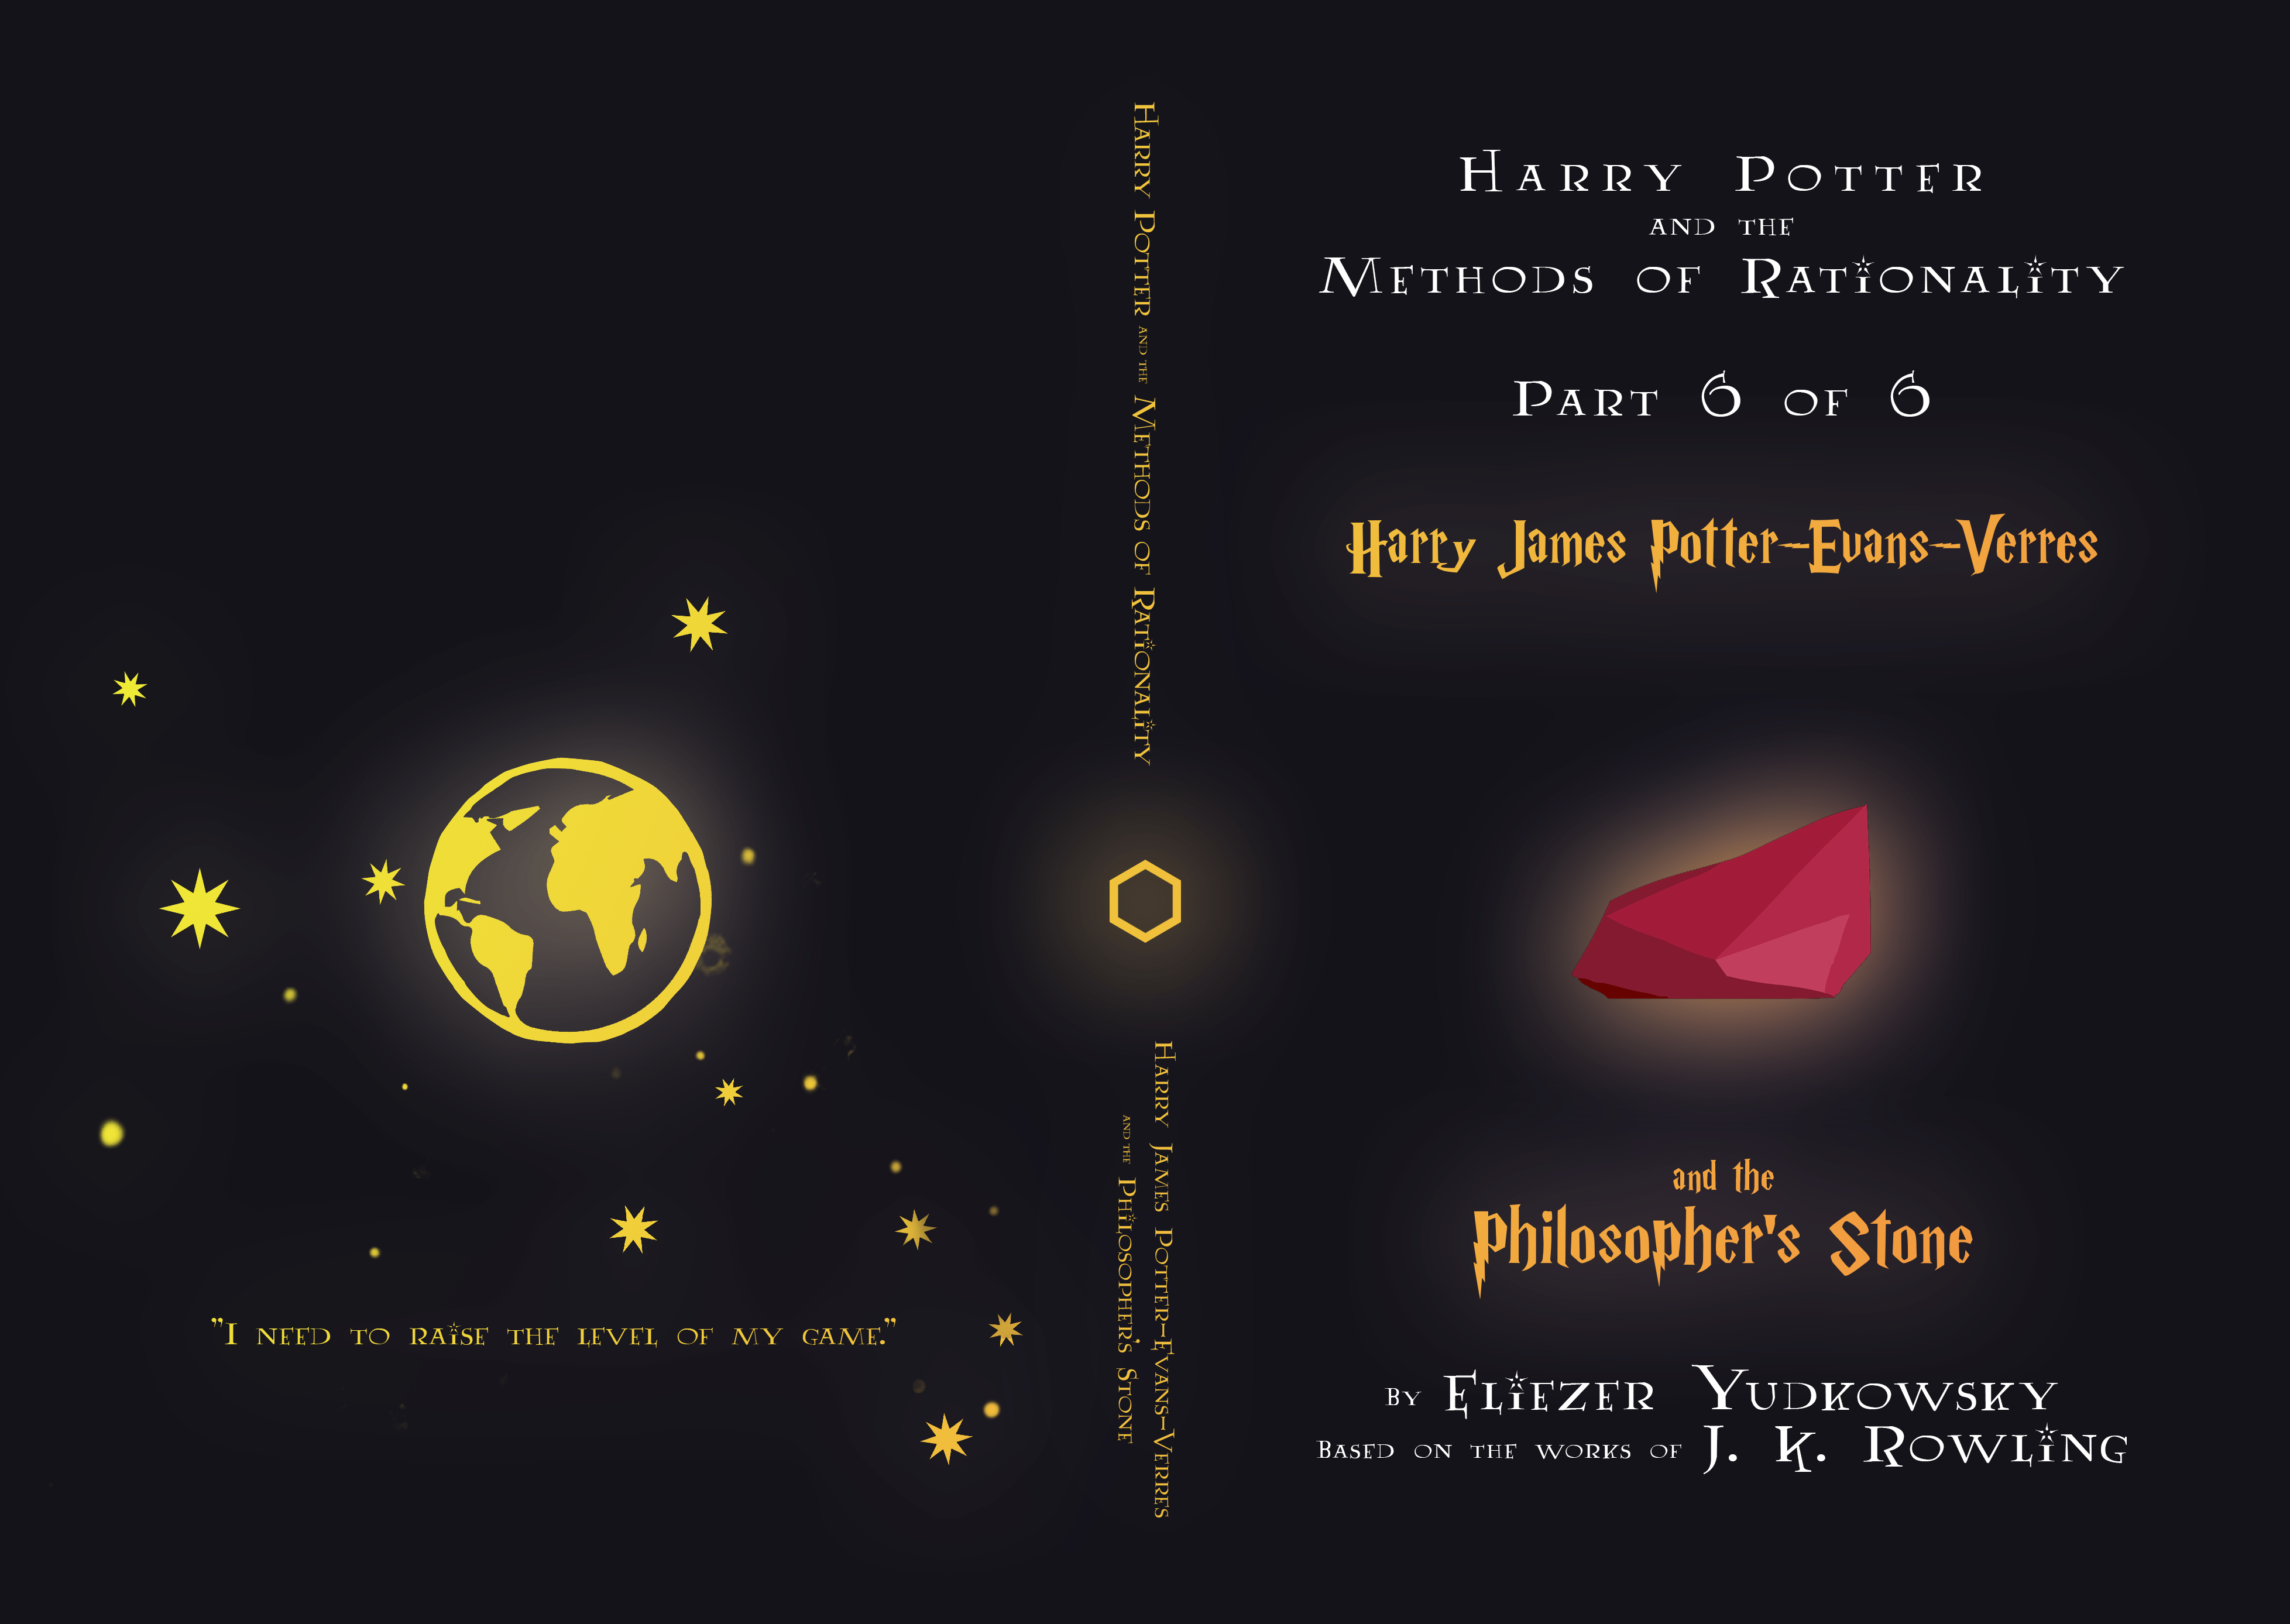 "I need to raise the level of my game."
Harry Potter and the Methods of Rationality
Harry James Potter-Evans-Verres
and the Philosopher's Stone
Harry Potter
and the
Methods of Rationality
Part 6 of 6
Harry James Potter-Evans-Verres
and the
Philosopher's Stone
by Eliezer Yudkowsky
Based on the works of J. K. Rowling